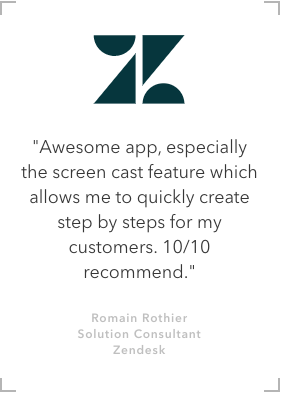 "Awesome app, especially
the screen cast feature which
allows me to quickly create
step by steps for my
customers. 10/10
recommend."
Romain Rothier
Solution Consultant
Zendesk